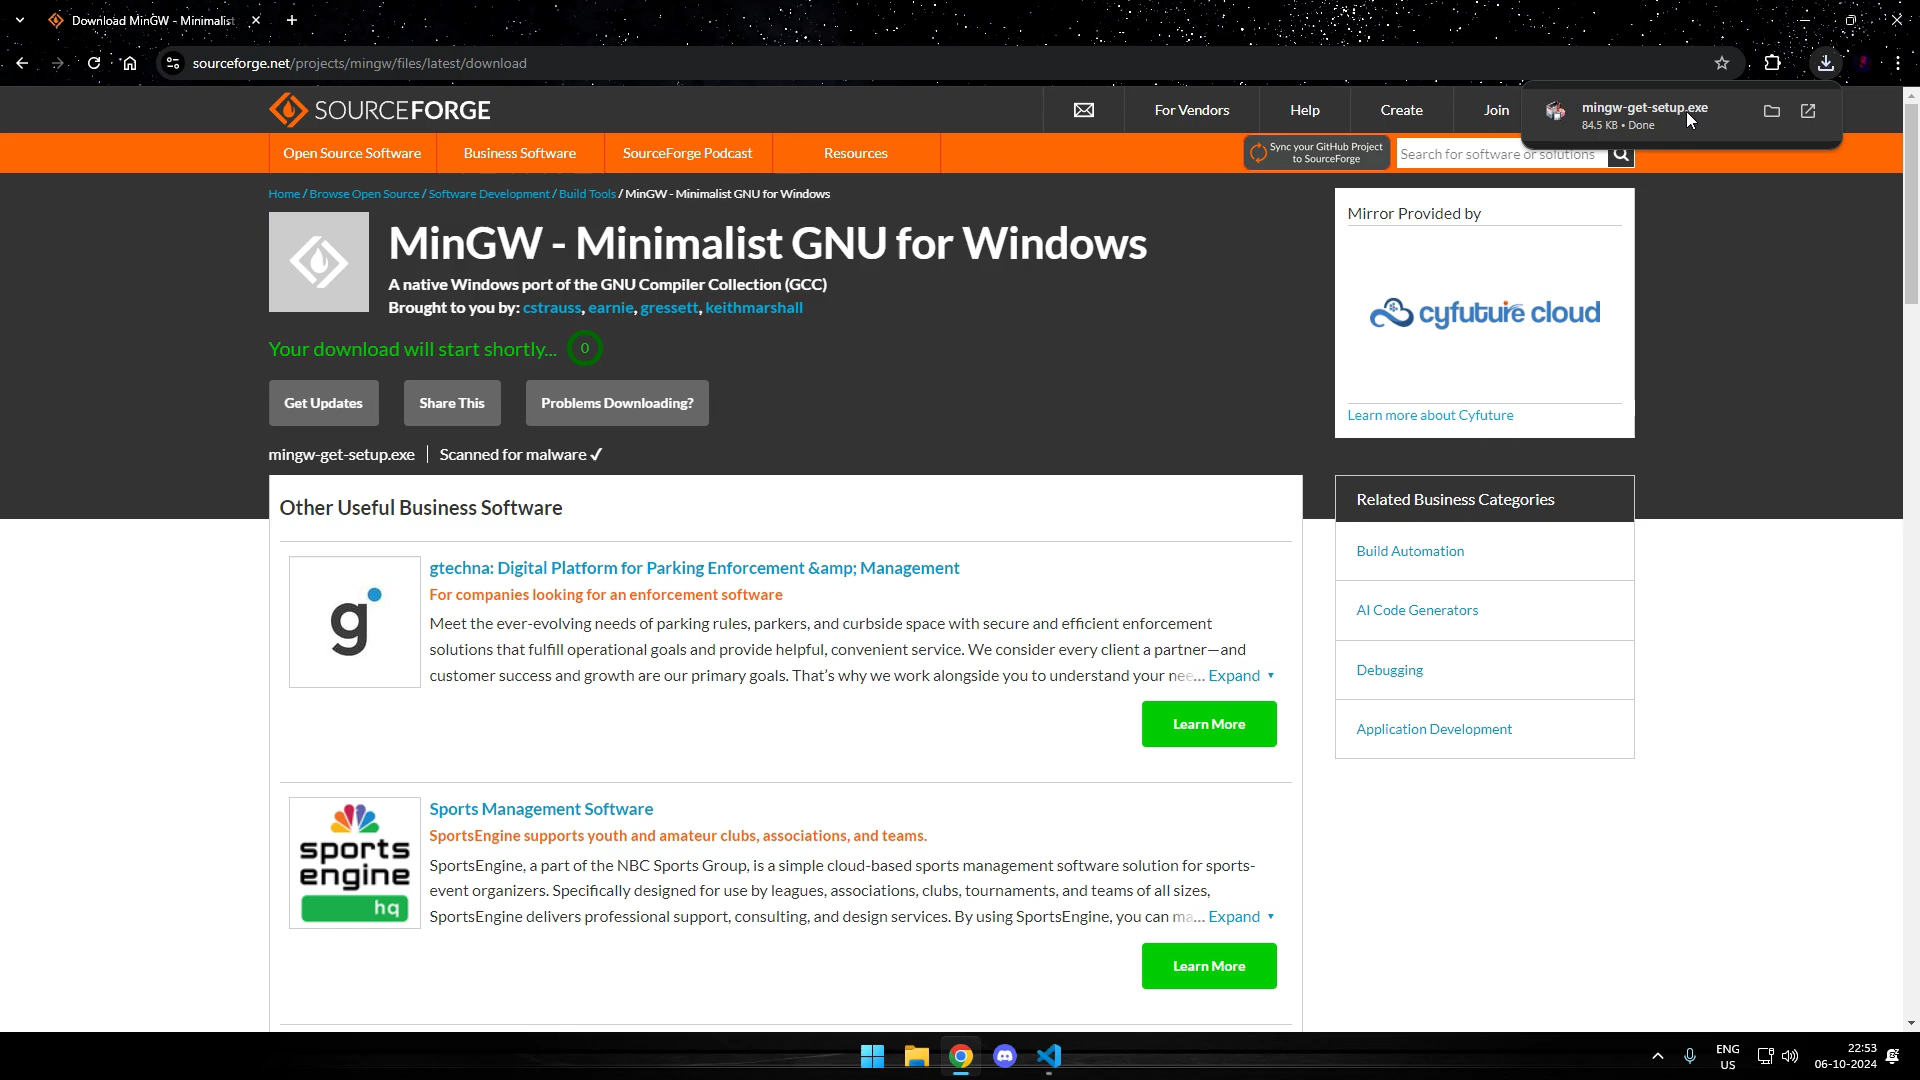 Download MinGW - Minimalist
sourceforge.net/projects/mingw/files/latest/download
SOURCEFORGE
For Vendors
Help
Create
Join
mingw-get-setup.exe
84.5 KB • Done
Open Source Software
Business Software
SourceForge Podcast
Resources
Sync your GitHub Project
to SourceForge
Search for software or solutions
Home / Browse Open Source / Software Development / Build Tools / MinGW - Minimalist GNU for Windows
MinGW - Minimalist GNU for Windows
A native Windows port of the GNU Compiler Collection (GCC)
Brought to you by: cstrauss, earnie, gressett, keithmarshall
Your download will start shortly... 0
Get Updates
Share This
Problems Downloading?
mingw-get-setup.exe
Scanned for malware ✓
Mirror Provided by
cyfuture cloud
Learn more about Cyfuture
Other Useful Business Software
g
gtechna: Digital Platform for Parking Enforcement &amp; Management
For companies looking for an enforcement software
Meet the ever-evolving needs of parking rules, parkers, and curbside space with secure and efficient enforcement
solutions that fulfill operational goals and provide helpful, convenient service. We consider every client a partner—and
customer success and growth are our primary goals. That's why we work alongside you to understand your nee... Expand
Learn More
sports
engine
hq
Sports Management Software
SportsEngine supports youth and amateur clubs, associations, and teams.
SportsEngine, a part of the NBC Sports Group, is a simple cloud-based sports management software solution for sports-
event organizers. Specifically designed for use by leagues, associations, clubs, tournaments, and teams of all sizes,
SportsEngine delivers professional support, consulting, and design services. By using SportsEngine, you can ma... Expand
Learn More
Related Business Categories
Build Automation
AI Code Generators
Debugging
Application Development
ENG
US
22:53
06-10-2024